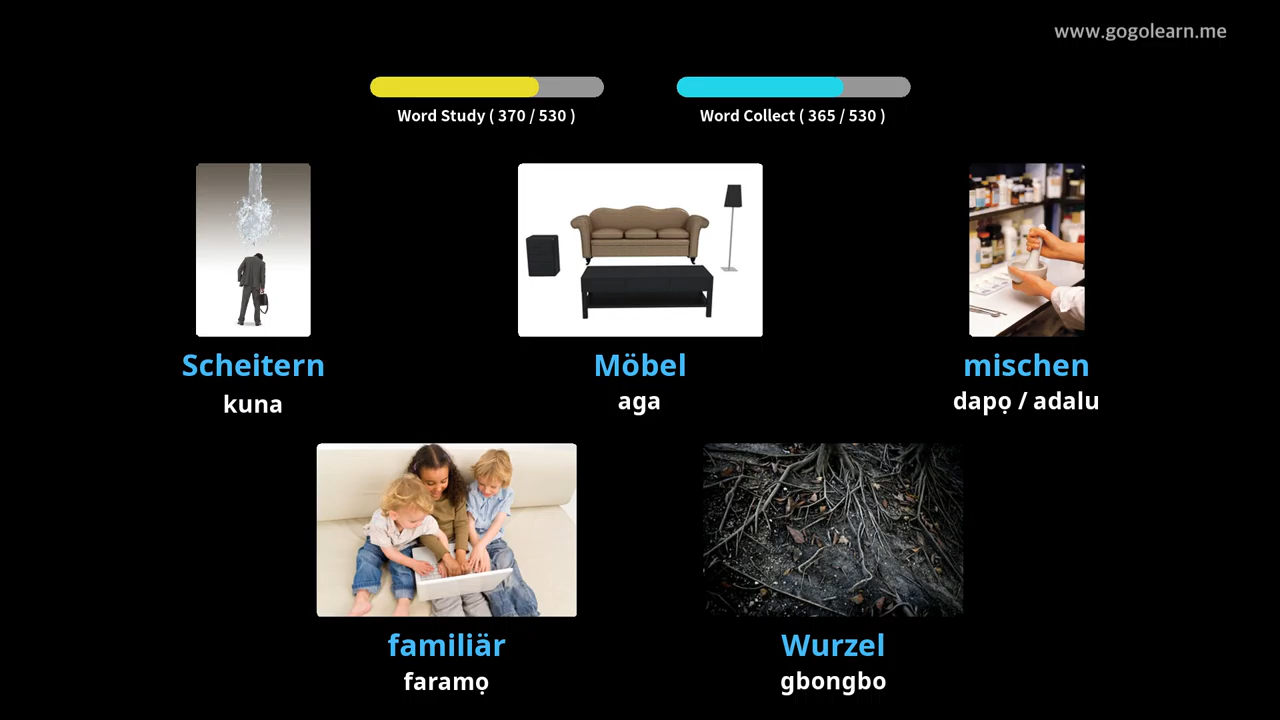 www.gogolearn.me
Word Study ( 370 / 530 )
Word Collect ( 365 / 530 )
Scheitern
kuna
Möbel
aga
mischen
dapọ / adalu
familiär
faramọ
Wurzel
gbongbo